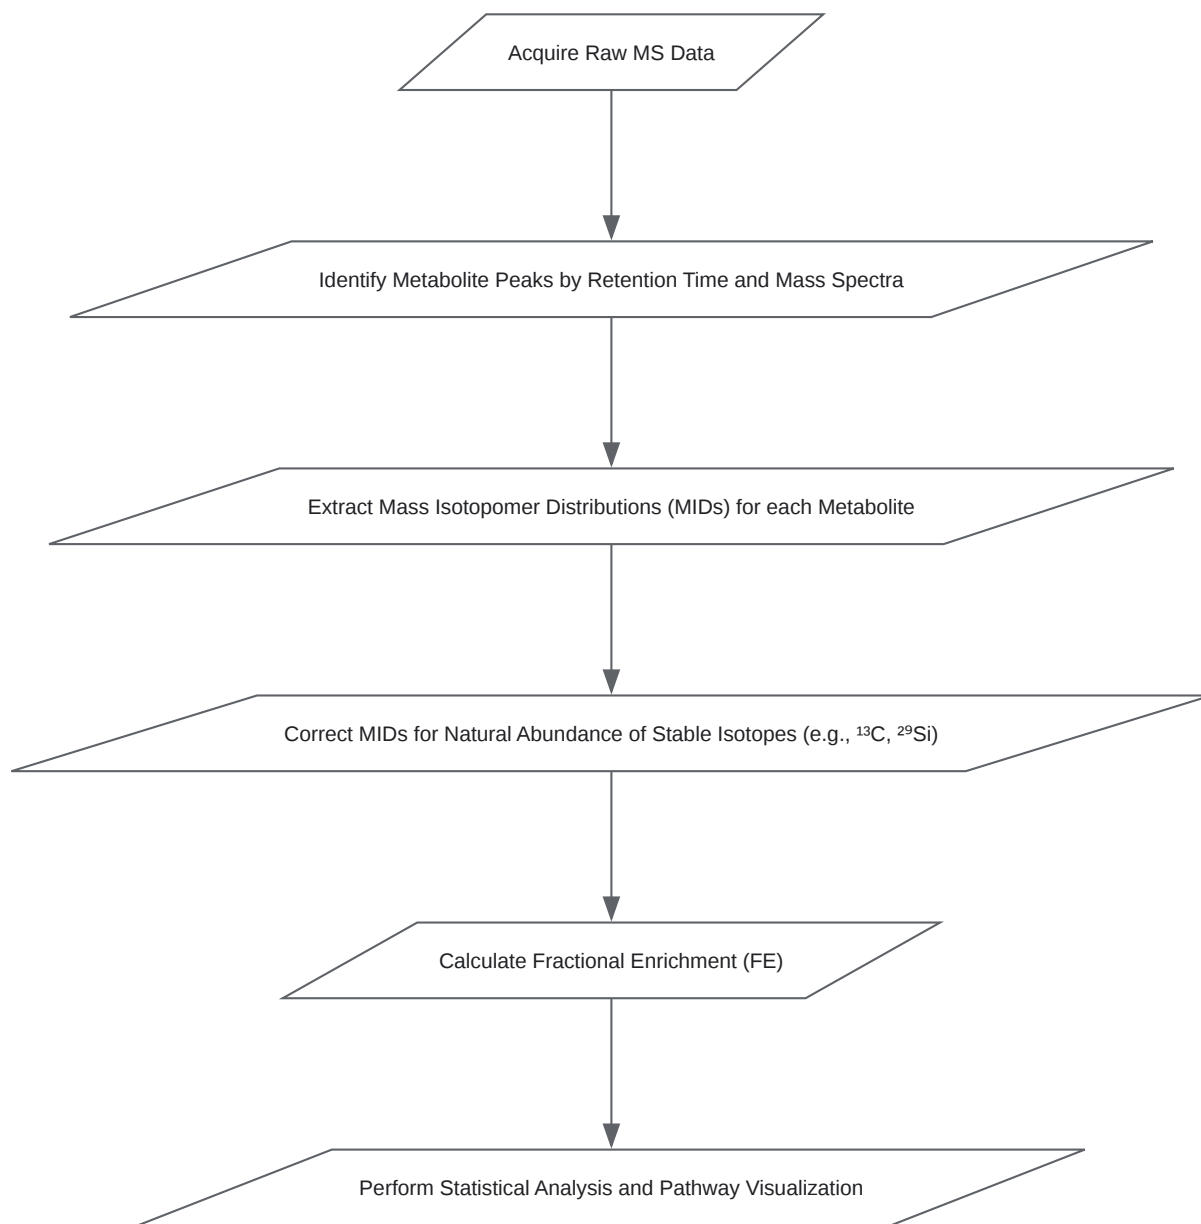 Acquire Raw MS Data
Identify Metabolite Peaks by Retention Time and Mass Spectra
Extract Mass Isotopomer Distributions (MIDs) for each Metabolite
Correct MIDs for Natural Abundance of Stable Isotopes (e.g., ¹³C, ²⁹Si)
Calculate Fractional Enrichment (FE)
Perform Statistical Analysis and Pathway Visualization